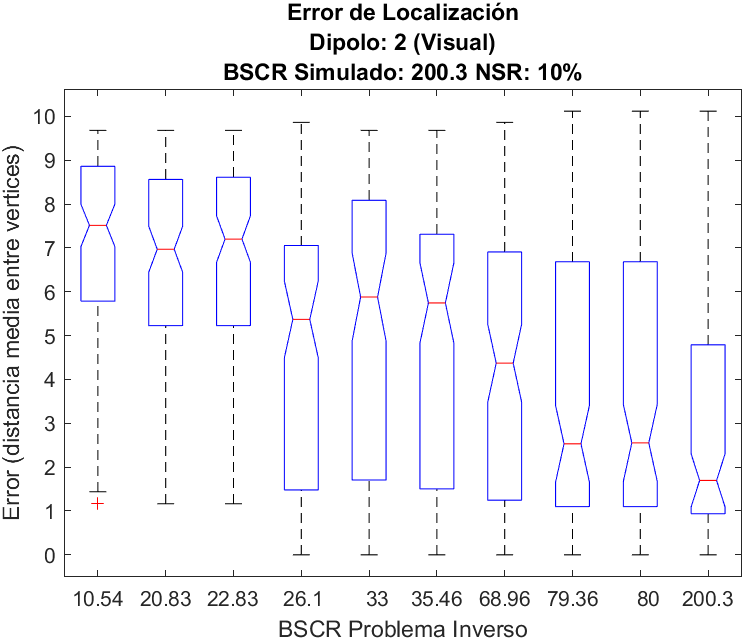 Error de Localización
Dipolo: 2 (Visual)
BSCR Simulado: 200.3 NSR: 10%
Error (distancia media entre vertices)
10
9
8
7
6
5
4
3
2
1
0
10.54 20.83 22.83 26.1 33 35.46 68.96 79.36 80 200.3
BSCR Problema Inverso